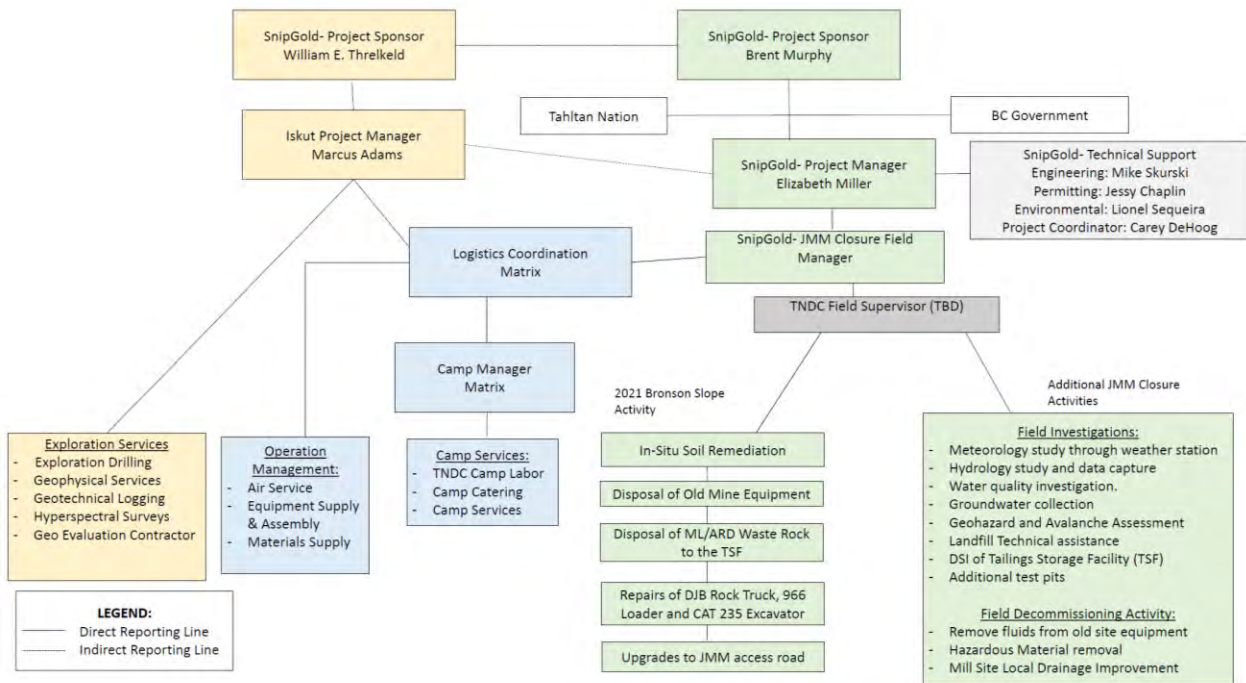 SnipGold- Project Sponsor
William E. Threlkeld
SnipGold- Project Sponsor
Brent Murphy
Tahltan Nation
BC Government
Iskut Project Manager
Marcus Adams
SnipGold- Project Manager
Elizabeth Miller
SnipGold- Technical Support
Engineering: Mike Skurski
Permitting: Jessy Chaplin
Environmental: Lionel Sequeira
Project Coordinator: Carey DeHoog
Logistics Coordination
Matrix
SnipGold- JMM Closure Field
Manager
TNDC Field Supervisor (TBD)
Camp Manager
Matrix
2021 Bronson Slope
Activity
Additional JMM Closure
Activities
Exploration Services
- Exploration Drilling
- Geophysical Services
- Geotechnical Logging
- Hyperspectral Surveys
- Geo Evaluation Contractor
Operation
Management:
- Air Service
- Equipment Supply
& Assembly
- Materials Supply
Camp Services:
- TNDC Camp Labor
- Camp Catering
- Camp Services
In-Situ Soil Remediation
Disposal of Old Mine Equipment
Disposal of ML/ARD Waste Rock
to the TSF
Repairs of DJB Rock Truck, 966
Loader and CAT 235 Excavator
Upgrades to JMM access road
Field Investigations:
- Meteorology study through weather station
- Hydrology study and data capture
- Water quality investigation.
- Groundwater collection
- Geohazard and Avalanche Assessment
- Landfill Technical assistance
- DSI of Tailings Storage Facility (TSF)
- Additional test pits
Field Decommissioning Activity:
- Remove fluids from old site equipment
- Hazardous Material removal
- Mill Site Local Drainage Improvement
LEGEND:
Direct Reporting Line
Indirect Reporting Line